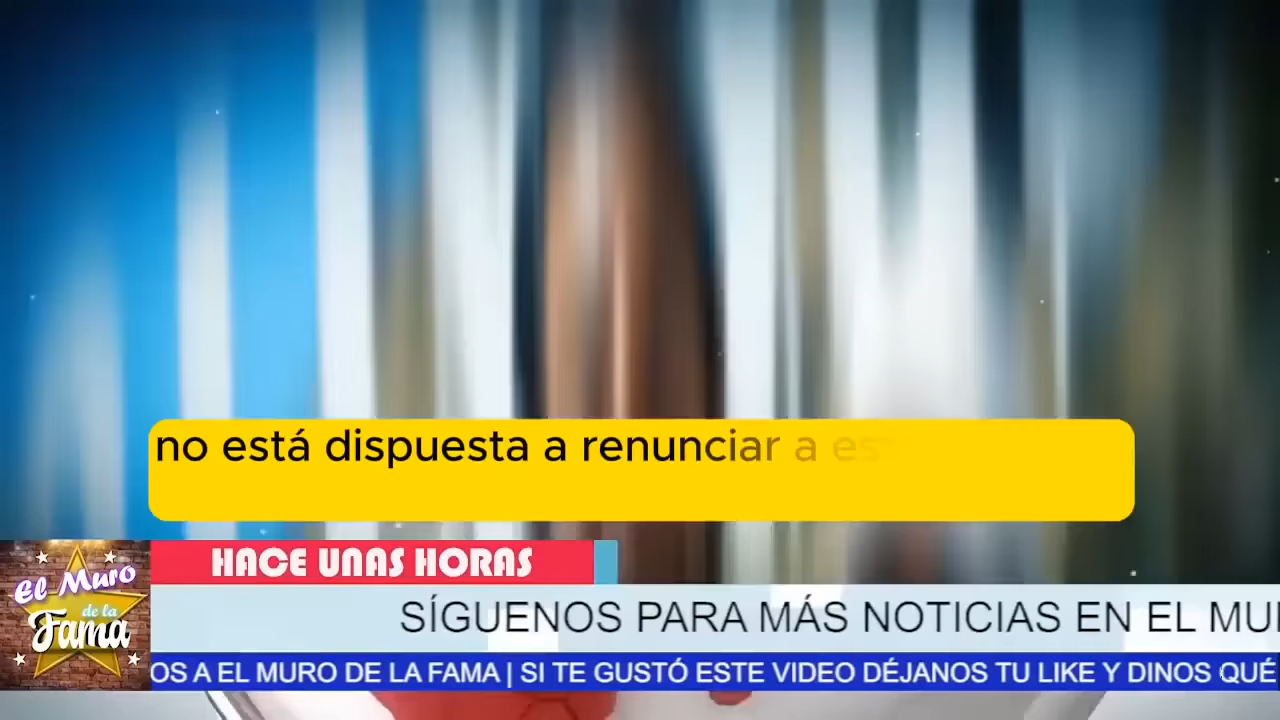 no está dispuesta a renunciar a es
HACE UNAS HORAS
El Muro
de la
Fama
SÍGUENOS PARA MÁS NOTICIAS EN EL MU
OS A EL MURO DE LA FAMA | SI TE GUSTÓ ESTE VIDEO DÉJANOS TU LIKE Y DINOS QUÉ